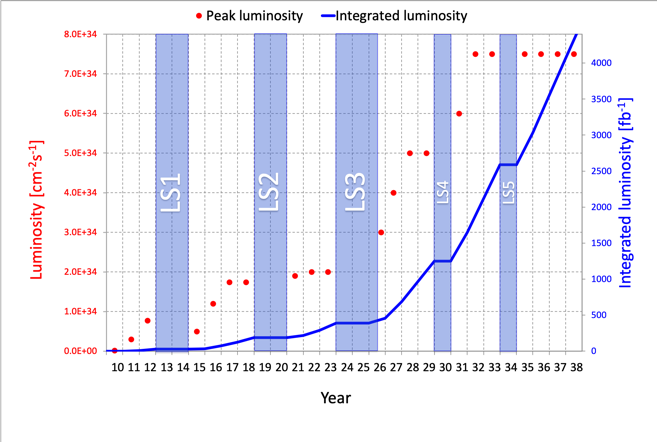 Peak luminosity Integrated luminosity
8.0E+34
7.0E+34
6.0E+34
5.0E+34
4.0E+34
3.0E+34
2.0E+34
1.0E+34
0.0E+00
Luminosity [cm⁻²s⁻¹]
LS1
LS2
LS3
LS4
LS5
4000
3500
3000
2500
2000
1500
1000
500
0
Integrated luminosity [fb⁻¹]
10 11 12 13 14 15 16 17 18 19 20 21 22 23 24 25 26 27 28 29 30 31 32 33 34 35 36 37 38
Year